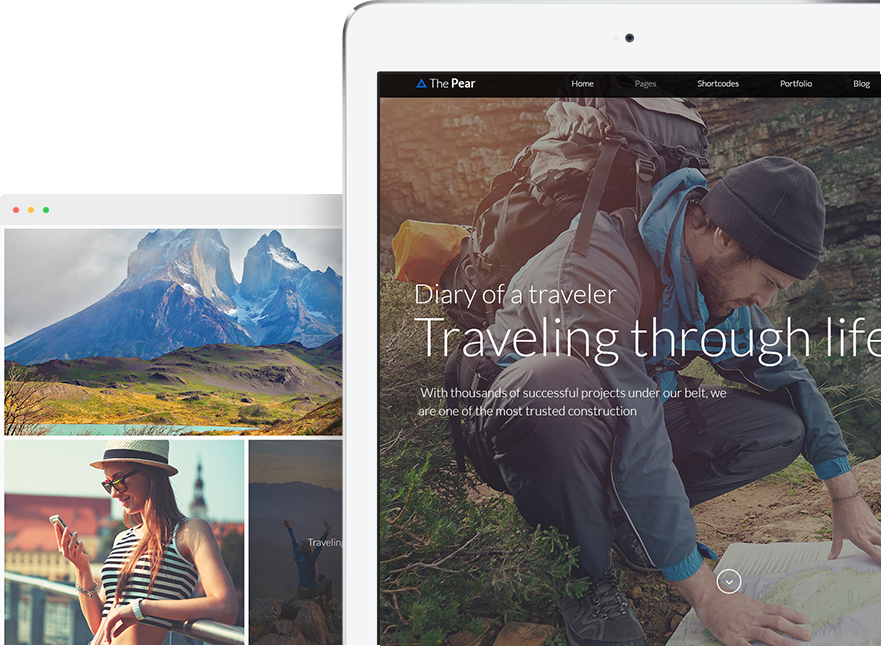 The Pear
Home
Pages
Shortcodes
Portfolio
Blog
Diary of a traveler
Traveling through life
With thousands of successful projects under our belt, we
are one of the most trusted construction
Traveling